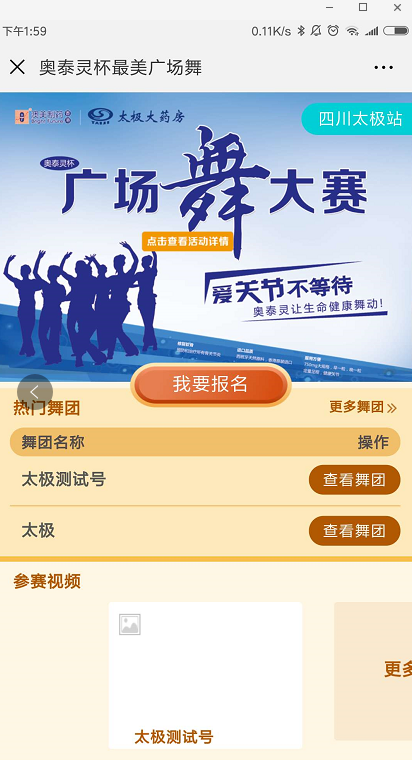 下午1:59
0.11K/s
奥泰灵杯最美广场舞
太极大药房
四川太极站
奥泰灵杯
广场舞大赛
点击查看活动详情
爱关节不等待
奥泰灵让生命健康舞动!
我要报名
热门舞团
更多舞团
舞团名称
操作
太极测试号
查看舞团
太极
查看舞团
参赛视频
更多
太极测试号